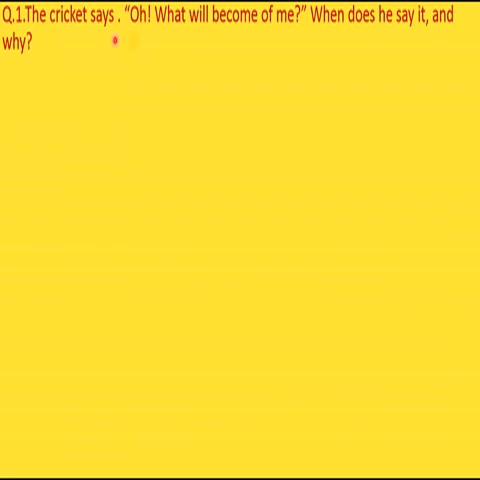 Q.1.The cricket says . “Oh! What will become of me?” When does he say it, and
why?